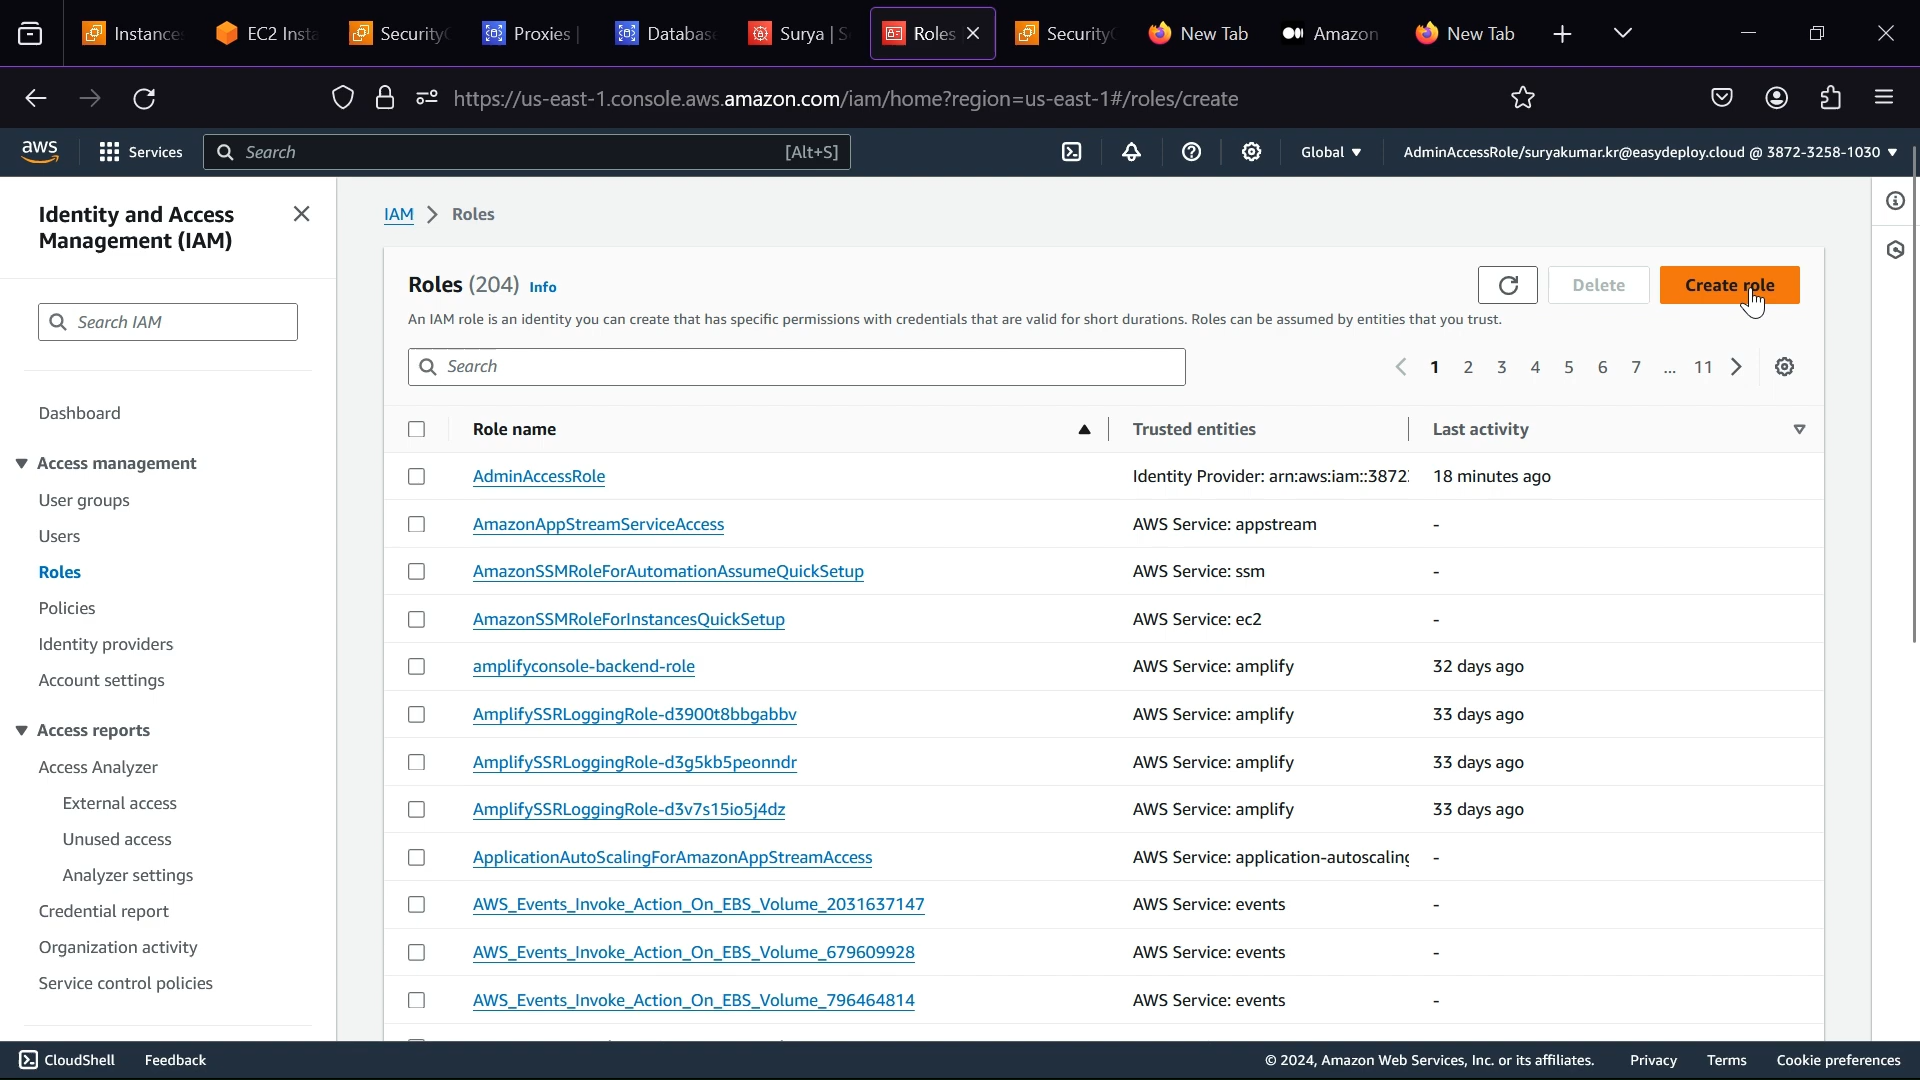 Instance
EC2 Insta
Security
Proxies |
Databas
Surya | S
Roles
Security
New Tab
Amazon
New Tab
https://us-east-1.console.aws.amazon.com/iam/home?region=us-east-1#/roles/create
aws
Services
Search
[Alt+S]
Global
AdminAccessRole/suryakumar.kr@easydeploy.cloud @ 3872-3258-1030
Identity and Access
Management (IAM)
Search IAM
Dashboard
Access management
User groups
Users
Roles
Policies
Identity providers
Account settings
Access reports
Access Analyzer
External access
Unused access
Analyzer settings
Credential report
Organization activity
Service control policies
IAM > Roles
Roles (204) Info
Delete
Create role
An IAM role is an identity you can create that has specific permissions with credentials that are valid for short durations. Roles can be assumed by entities that you trust.
Search
1 2 3 4 5 6 7 ... 11
Role name Trusted entities Last activity
AdminAccessRole Identity Provider: arn:aws:iam::3872 18 minutes ago
AmazonAppStreamServiceAccess AWS Service: appstream -
AmazonSSMRoleForAutomationAssumeQuickSetup AWS Service: ssm -
AmazonSSMRoleForInstancesQuickSetup AWS Service: ec2 -
amplifyconsole-backend-role AWS Service: amplify 32 days ago
AmplifySSRLoggingRole-d3900t8bbgabbv AWS Service: amplify 33 days ago
AmplifySSRLoggingRole-d3g5kb5peonndr AWS Service: amplify 33 days ago
AmplifySSRLoggingRole-d3v7s15io5j4dz AWS Service: amplify 33 days ago
ApplicationAutoScalingForAmazonAppStreamAccess AWS Service: application-autoscaling -
AWS_Events_Invoke_Action_On_EBS_Volume_2031637147 AWS Service: events -
AWS_Events_Invoke_Action_On_EBS_Volume_679609928 AWS Service: events -
AWS_Events_Invoke_Action_On_EBS_Volume_796464814 AWS Service: events -
CloudShell
Feedback
© 2024, Amazon Web Services, Inc. or its affiliates.
Privacy
Terms
Cookie preferences